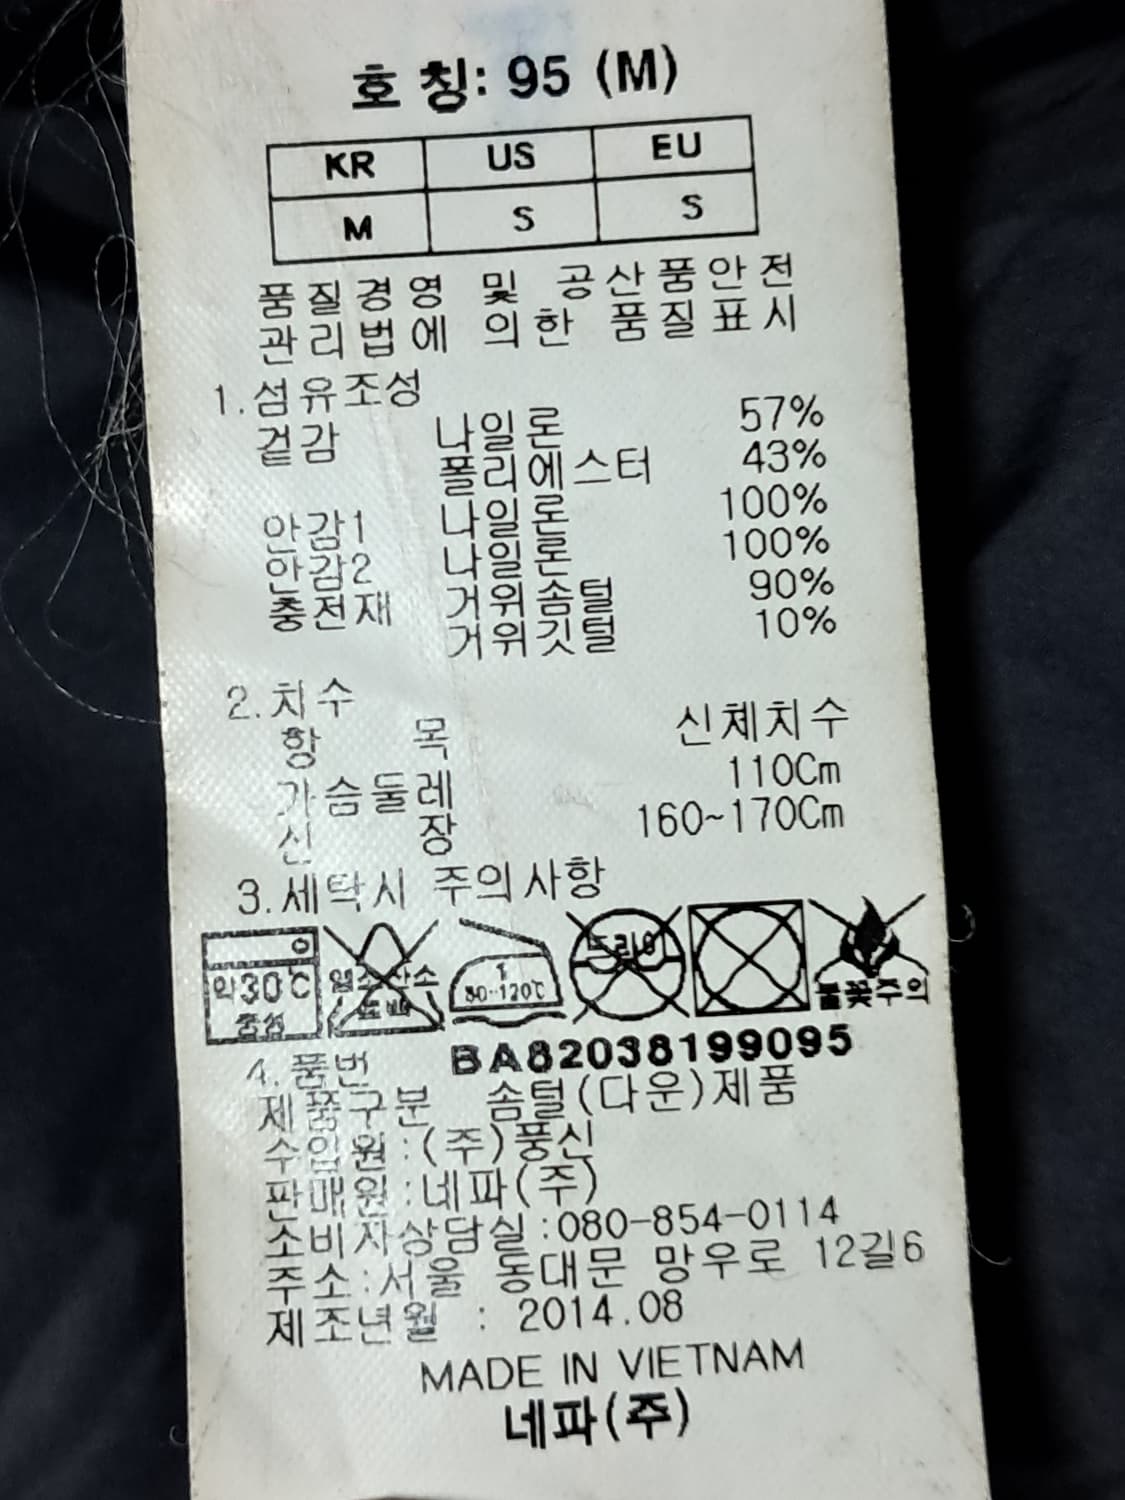 호 칭: 95 (M)
KR US EU
M S S
품질경영 및 공산품안전
관리법에 의한 품질표시
1.섬유조성
겉감 나일론 57%
폴리에스터 43%
안감1 나일론 100%
안감2 나일론 100%
충전재 거위솜털 90%
거위깃털 10%
2.치수
항 목 신체치수
가슴둘레 110Cm
신 장 160~170Cm
3.세탁시 주의사항
약30℃ 중성
염소산소 표백
80~120℃
드라이
불꽃주의
4.품번 BA82038199095
제품구분 솜털(다운)제품
수입원:(주)풍신
판매원:네파(주)
소비자상담실:080-854-0114
주소:서울 동대문 망우로 12길6
제조년월 : 2014.08
MADE IN VIETNAM
네파(주)